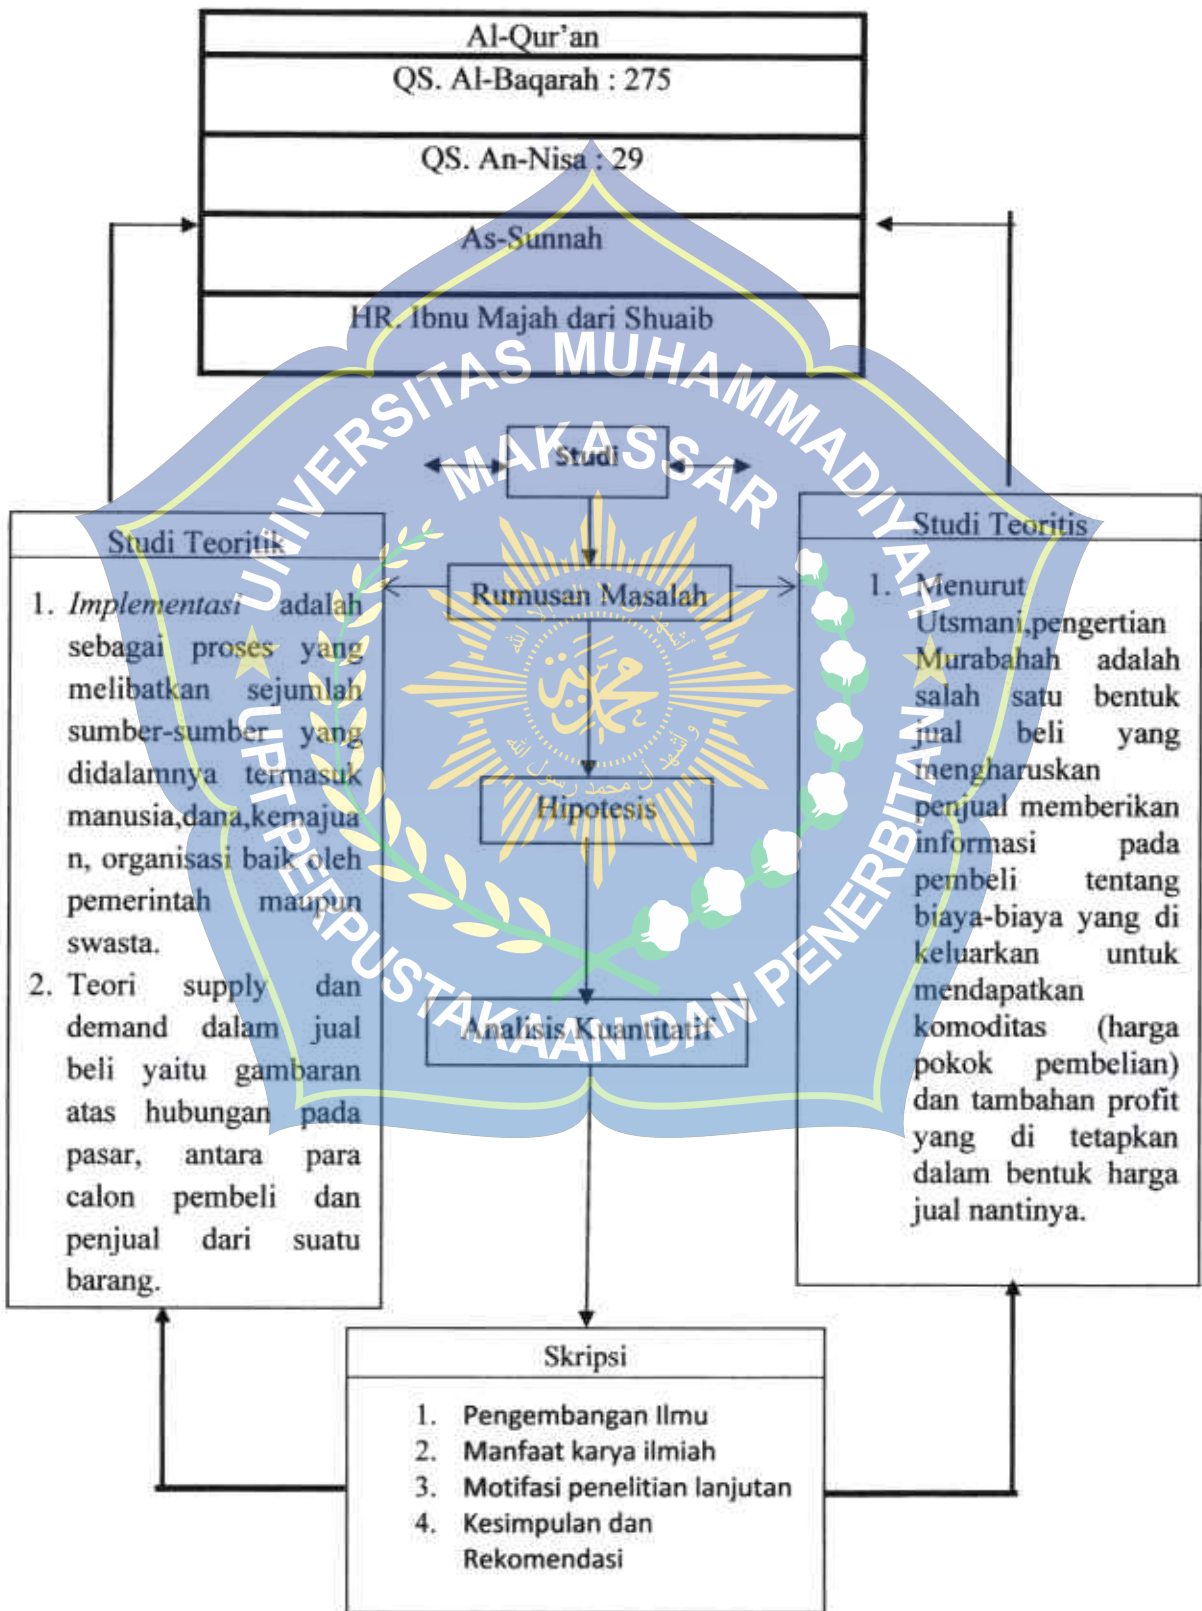 Al-Qur'an
QS. Al-Baqarah : 275
QS. An-Nisa : 29
As-Sunnah
HR. Ibnu Majah dari Shuaib
UNIVERSITAS MUHAMMADIYAH
MAKASSAR
UPT PERPUSTAKAAN DAN PENERBITAN
Studi
Rumusan Masalah
Hipotesis
Analisis Kuantitatif
Studi Teoritik
1. Implementasi adalah
sebagai proses yang
melibatkan sejumlah
sumber-sumber yang
didalamnya termasuk
manusia,dana,kemajua
n, organisasi baik oleh
pemerintah maupun
swasta.
2. Teori supply dan
demand dalam jual
beli yaitu gambaran
atas hubungan pada
pasar, antara para
calon pembeli dan
penjual dari suatu
barang.
Studi Teoritis
1. Menurut
Utsmani,pengertian
Murabahah adalah
salah satu bentuk
jual beli yang
mengharuskan
penjual memberikan
informasi pada
pembeli tentang
biaya-biaya yang di
keluarkan untuk
mendapatkan
komoditas (harga
pokok pembelian)
dan tambahan profit
yang di tetapkan
dalam bentuk harga
jual nantinya.
Skripsi
1. Pengembangan Ilmu
2. Manfaat karya ilmiah
3. Motifasi penelitian lanjutan
4. Kesimpulan dan
Rekomendasi